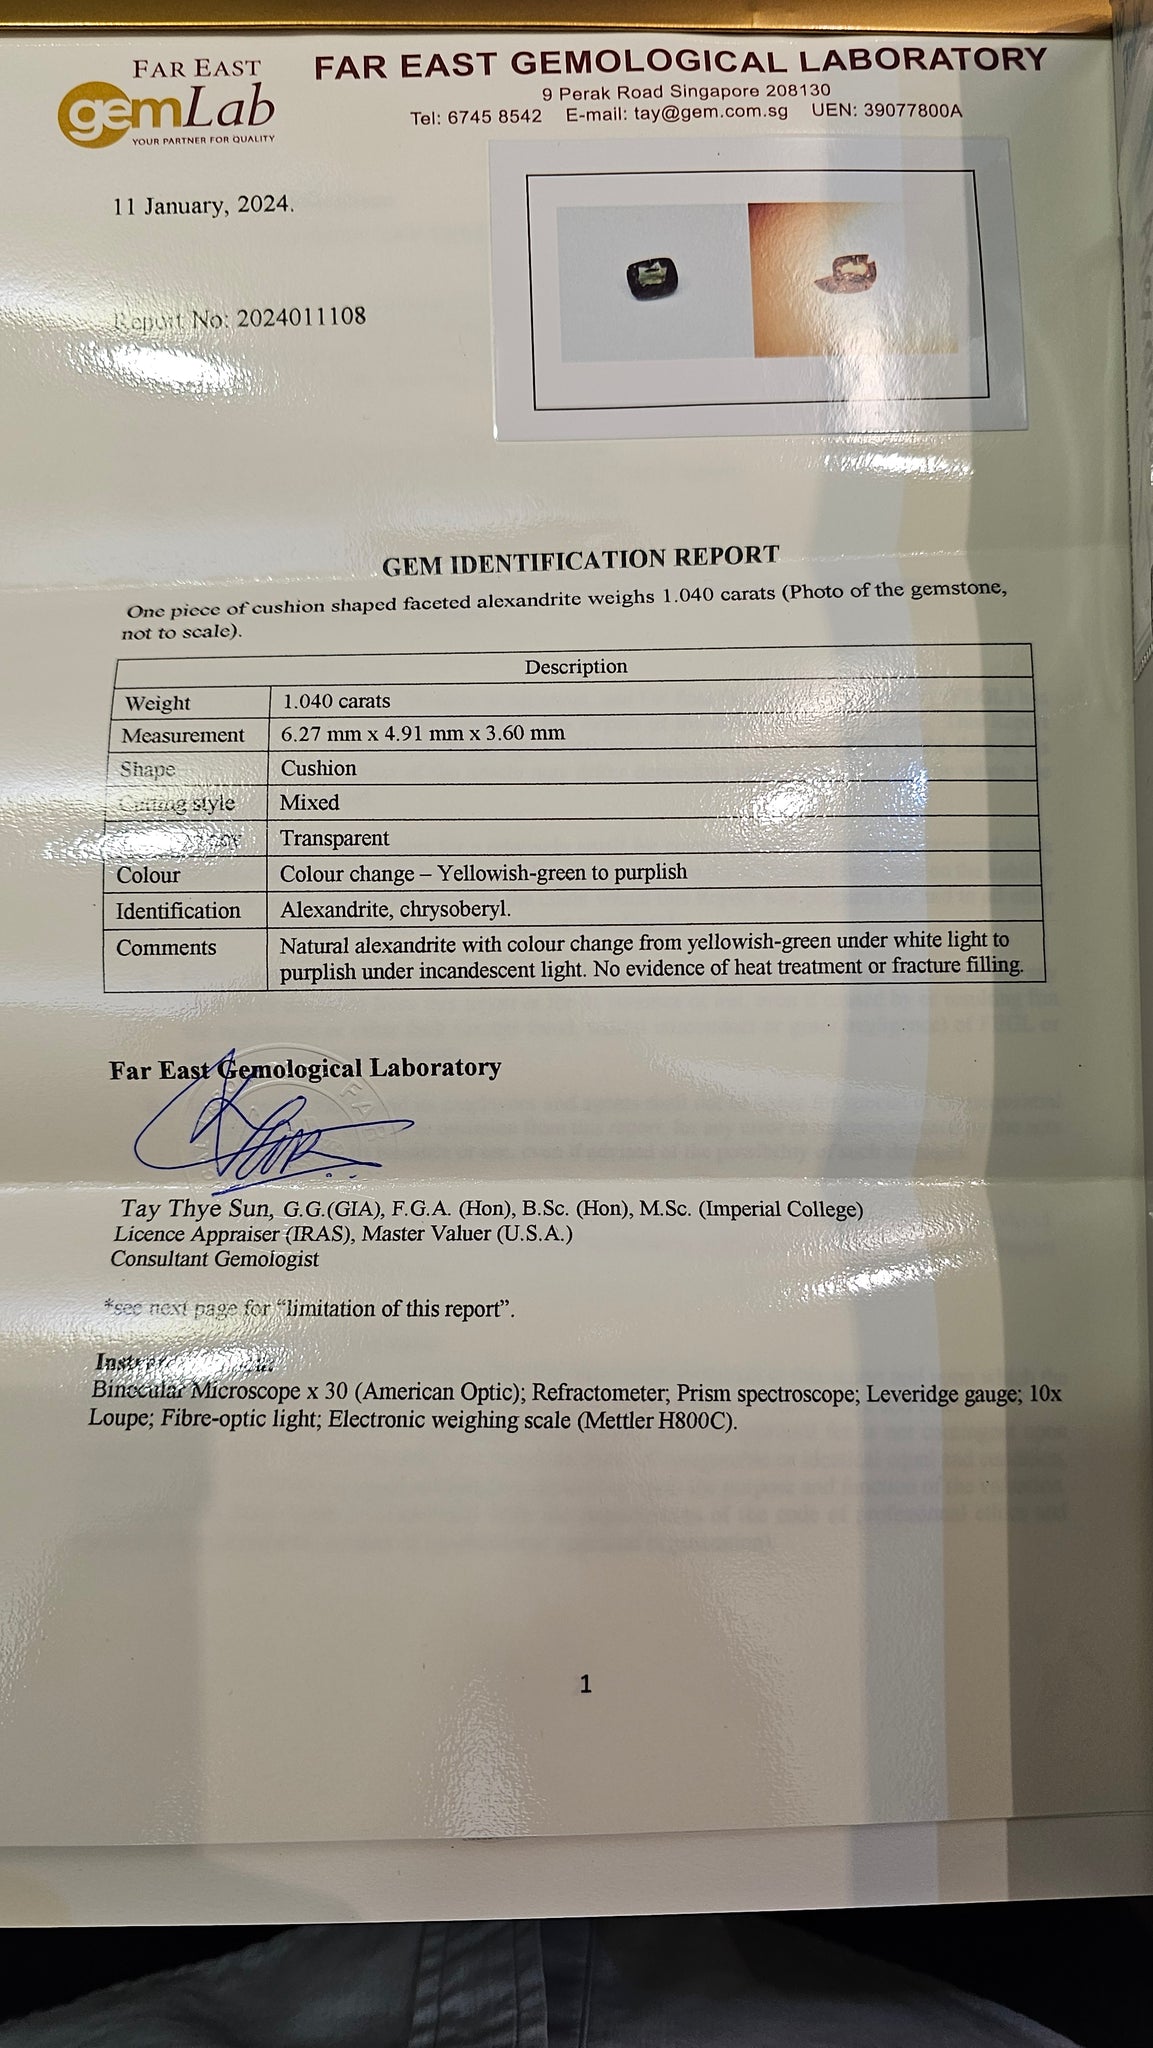 FAR EAST
gemLab
YOUR PARTNER FOR QUALITY
FAR EAST GEMOLOGICAL LABORATORY
9 Perak Road Singapore 208130
Tel: 6745 8542 E-mail: tay@gem.com.sg UEN: 39077800A
11 January, 2024.
Report No: 2024011108
GEM IDENTIFICATION REPORT
One piece of cushion shaped faceted alexandrite weighs 1.040 carats (Photo of the gemstone,
not to scale).
Description
Weight 1.040 carats
Measurement 6.27 mm x 4.91 mm x 3.60 mm
Shape Cushion
Cutting style Mixed
Transparent
Colour Colour change – Yellowish-green to purplish
Identification Alexandrite, chrysoberyl.
Comments Natural alexandrite with colour change from yellowish-green under white light to
purplish under incandescent light. No evidence of heat treatment or fracture filling.
Far East Gemological Laboratory
Tay Thye Sun, G.G.(GIA), F.G.A. (Hon), B.Sc. (Hon), M.Sc. (Imperial College)
Licence Appraiser (IRAS), Master Valuer (U.S.A.)
Consultant Gemologist
*see next page for “limitation of this report”.
Binocular Microscope x 30 (American Optic); Refractometer; Prism spectroscope; Leveridge gauge; 10x
Loupe; Fibre-optic light; Electronic weighing scale (Mettler H800C).
1